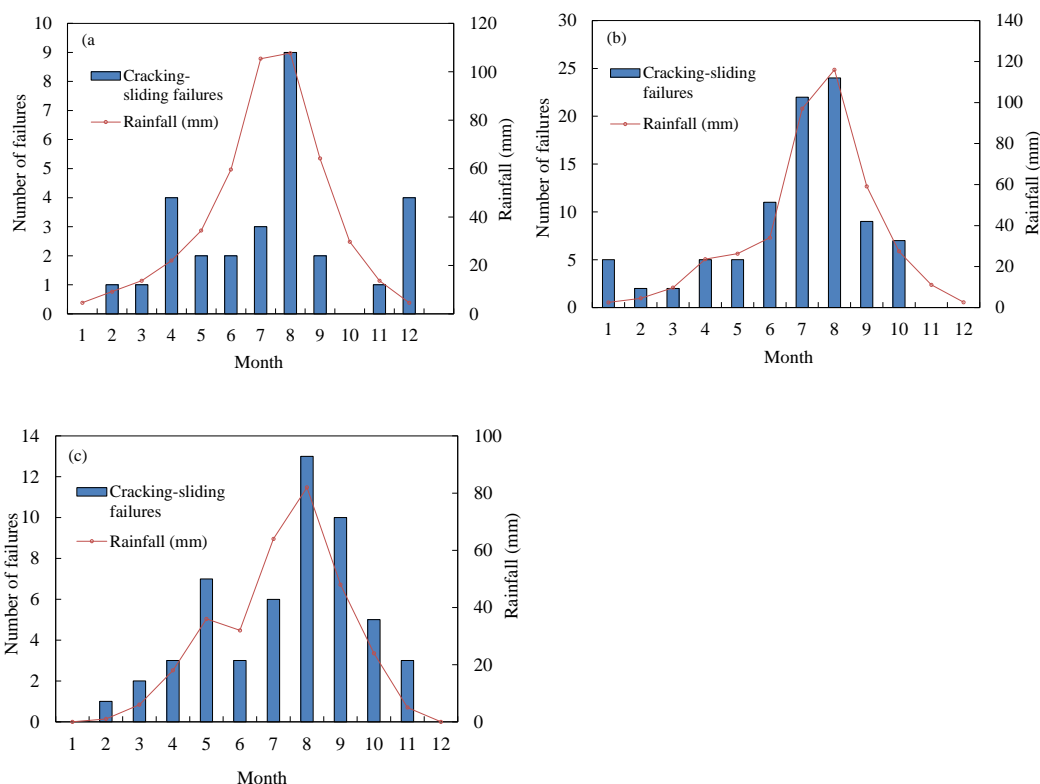 (a
Cracking-
sliding failures
Rainfall (mm)
Number of failures
10
9
8
7
6
5
4
3
2
1
0
120
100
80
60
40
20
0
Rainfall (mm)
1 2 3 4 5 6 7 8 9 10 11 12
Month
(b)
Cracking-sliding
failures
Rainfall (mm)
Number of failures
30
25
20
15
10
5
0
140
120
100
80
60
40
20
0
Rainfall (mm)
1 2 3 4 5 6 7 8 9 10 11 12
Month
(c)
Cracking-sliding
failures
Rainfall (mm)
Number of failures
14
12
10
8
6
4
2
0
100
80
60
40
20
0
Rainfall (mm)
1 2 3 4 5 6 7 8 9 10 11 12
Month